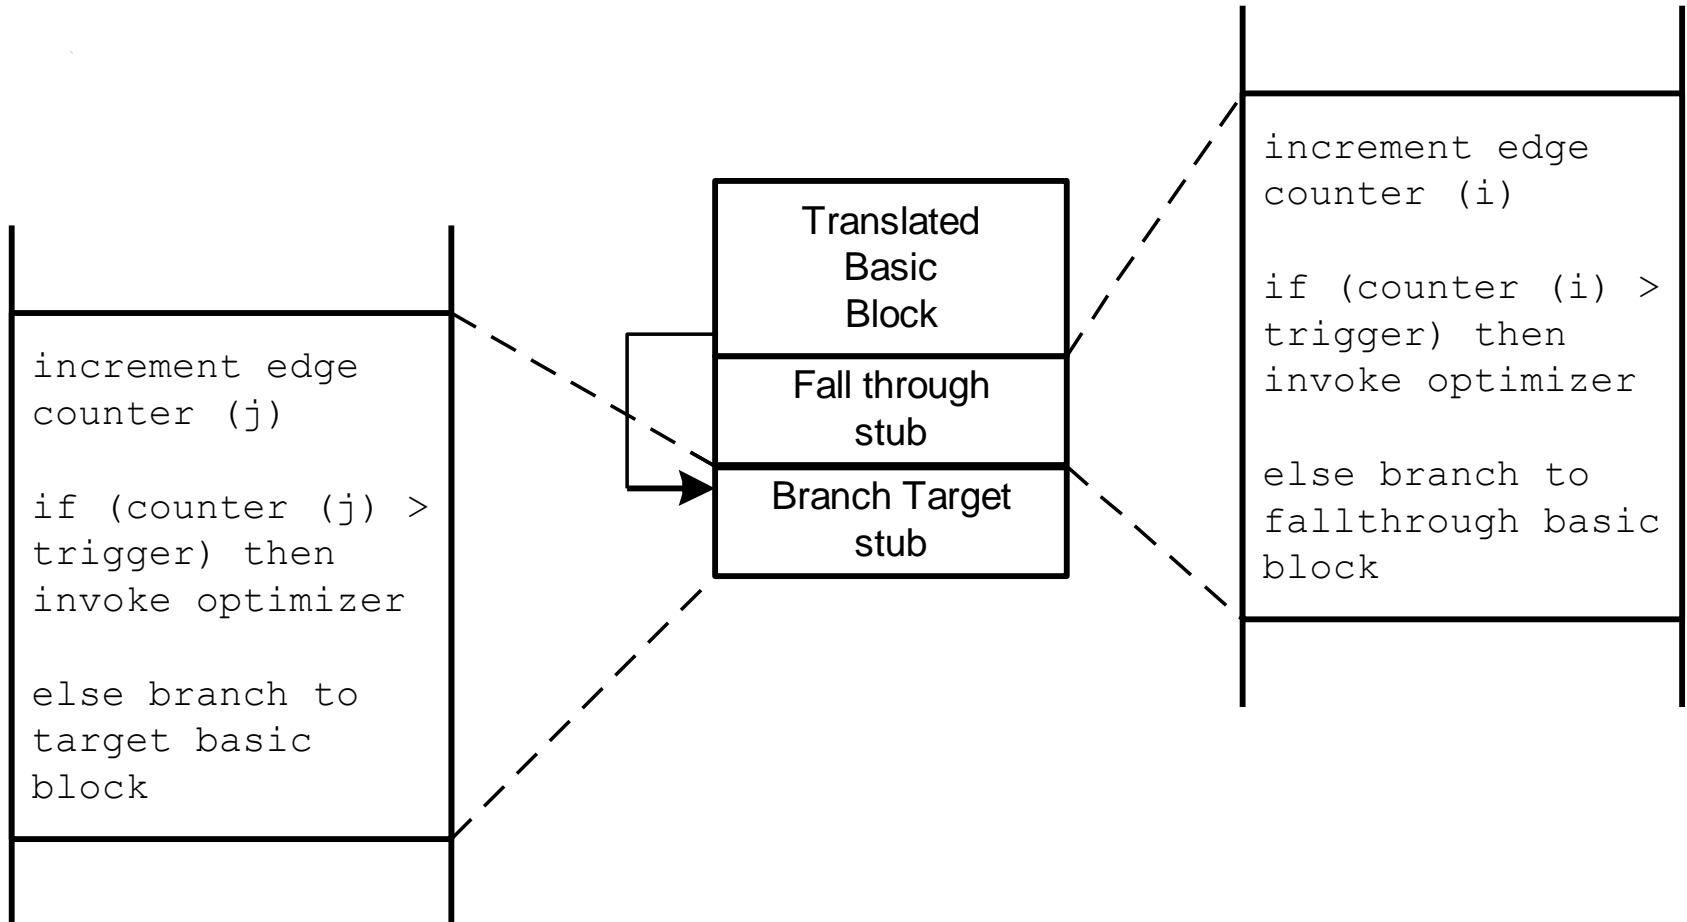 increment edge
counter (j)
if (counter (j) >
trigger) then
invoke optimizer
else branch to
target basic
block
Translated
Basic
Block
Fall through
stub
Branch Target
stub
increment edge
counter (i)
if (counter (i) >
trigger) then
invoke optimizer
else branch to
fallthrough basic
block